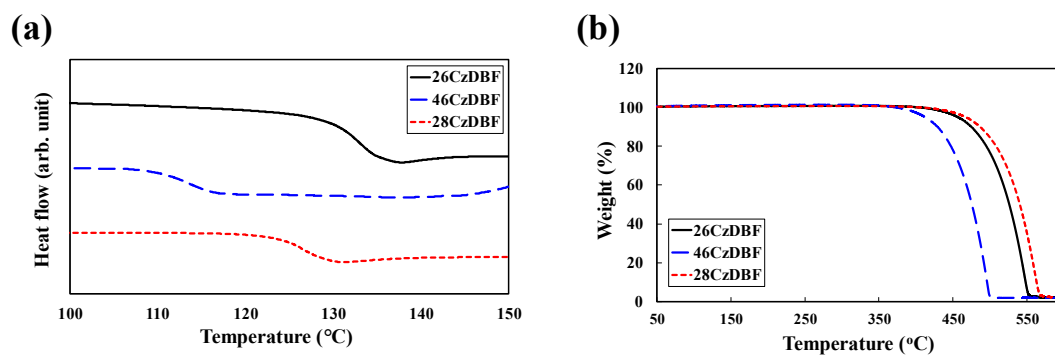 (a)
Heat flow (arb. unit)
26CzDBF
46CzDBF
28CzDBF
100 110 120 130 140 150
Temperature (°C)
(b)
Weight (%)
120
100
80
60
40
20
0
26CzDBF
46CzDBF
28CzDBF
50 150 250 350 450 550
Temperature (°C)